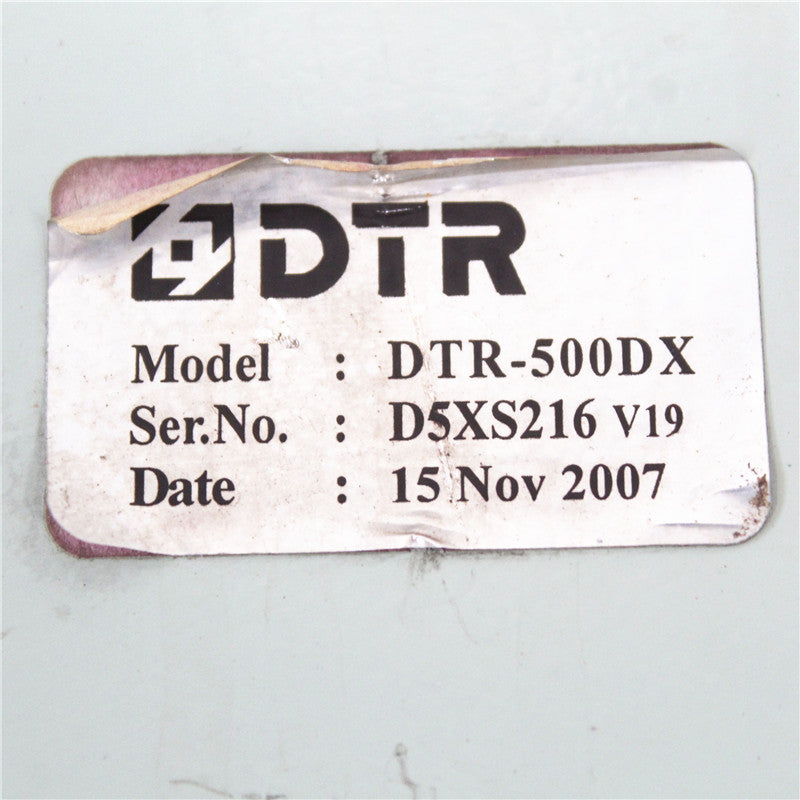 DTR
Model : DTR-500DX
Ser.No. : D5XS216 V19
Date : 15 Nov 2007